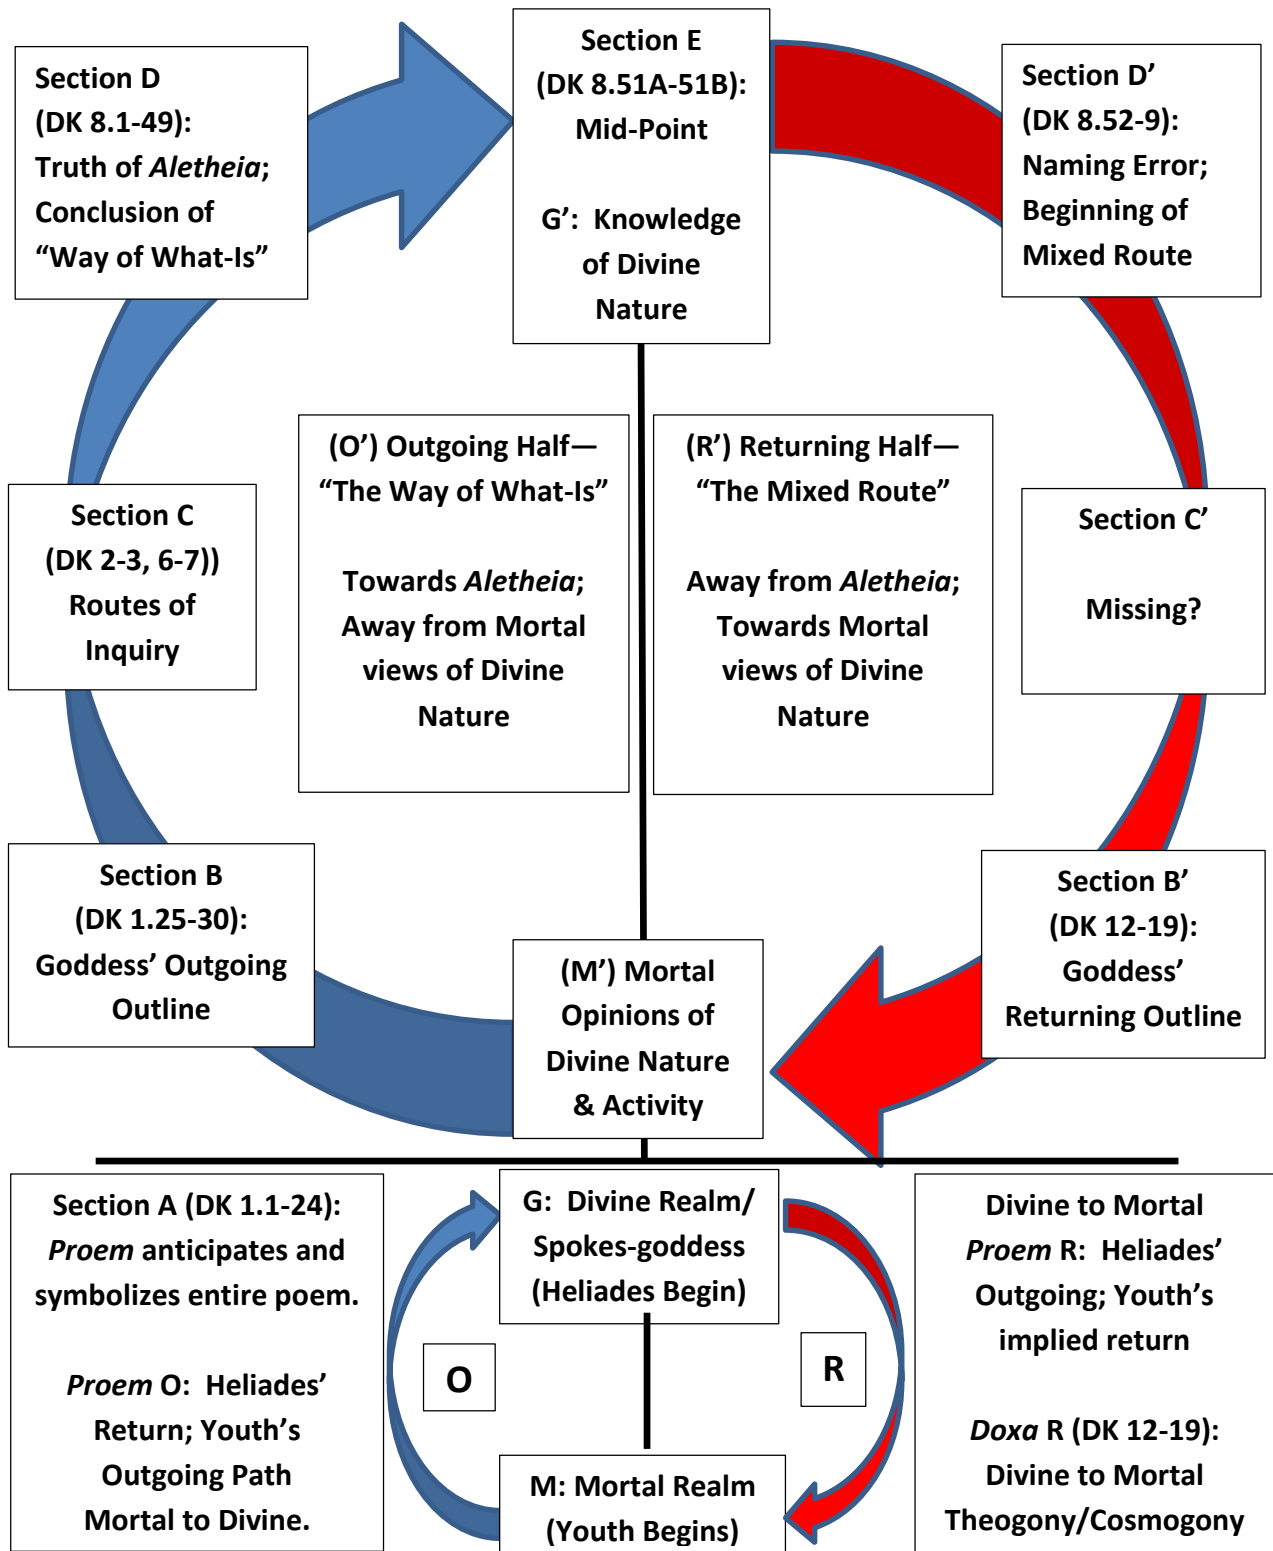 Section D
(DK 8.1-49):
Truth of Aletheia;
Conclusion of
“Way of What-Is”
Section E
(DK 8.51A-51B):
Mid-Point
G’:  Knowledge
of Divine
Nature
Section D’
(DK 8.52-9):
Naming Error;
Beginning of
Mixed Route
(O’) Outgoing Half—
“The Way of What-Is”
Towards Aletheia;
Away from Mortal
views of Divine
Nature
(R’) Returning Half—
“The Mixed Route”
Away from Aletheia;
Towards Mortal
views of Divine
Nature
Section C
(DK 2-3, 6-7))
Routes of
Inquiry
Section C’
Missing?
Section B
(DK 1.25-30):
Goddess’ Outgoing
Outline
(M’) Mortal
Opinions of
Divine Nature
& Activity
Section B’
(DK 12-19):
Goddess’
Returning Outline
Section A (DK 1.1-24):
Proem anticipates and
symbolizes entire poem.
Proem O:  Heliades’
Return; Youth’s
Outgoing Path
Mortal to Divine.
G:  Divine Realm/
Spokes-goddess
(Heliades Begin)
O
R
M: Mortal Realm
(Youth Begins)
Divine to Mortal
Proem R:  Heliades’
Outgoing; Youth’s
implied return
Doxa R (DK 12-19):
Divine to Mortal
Theogony/Cosmogony